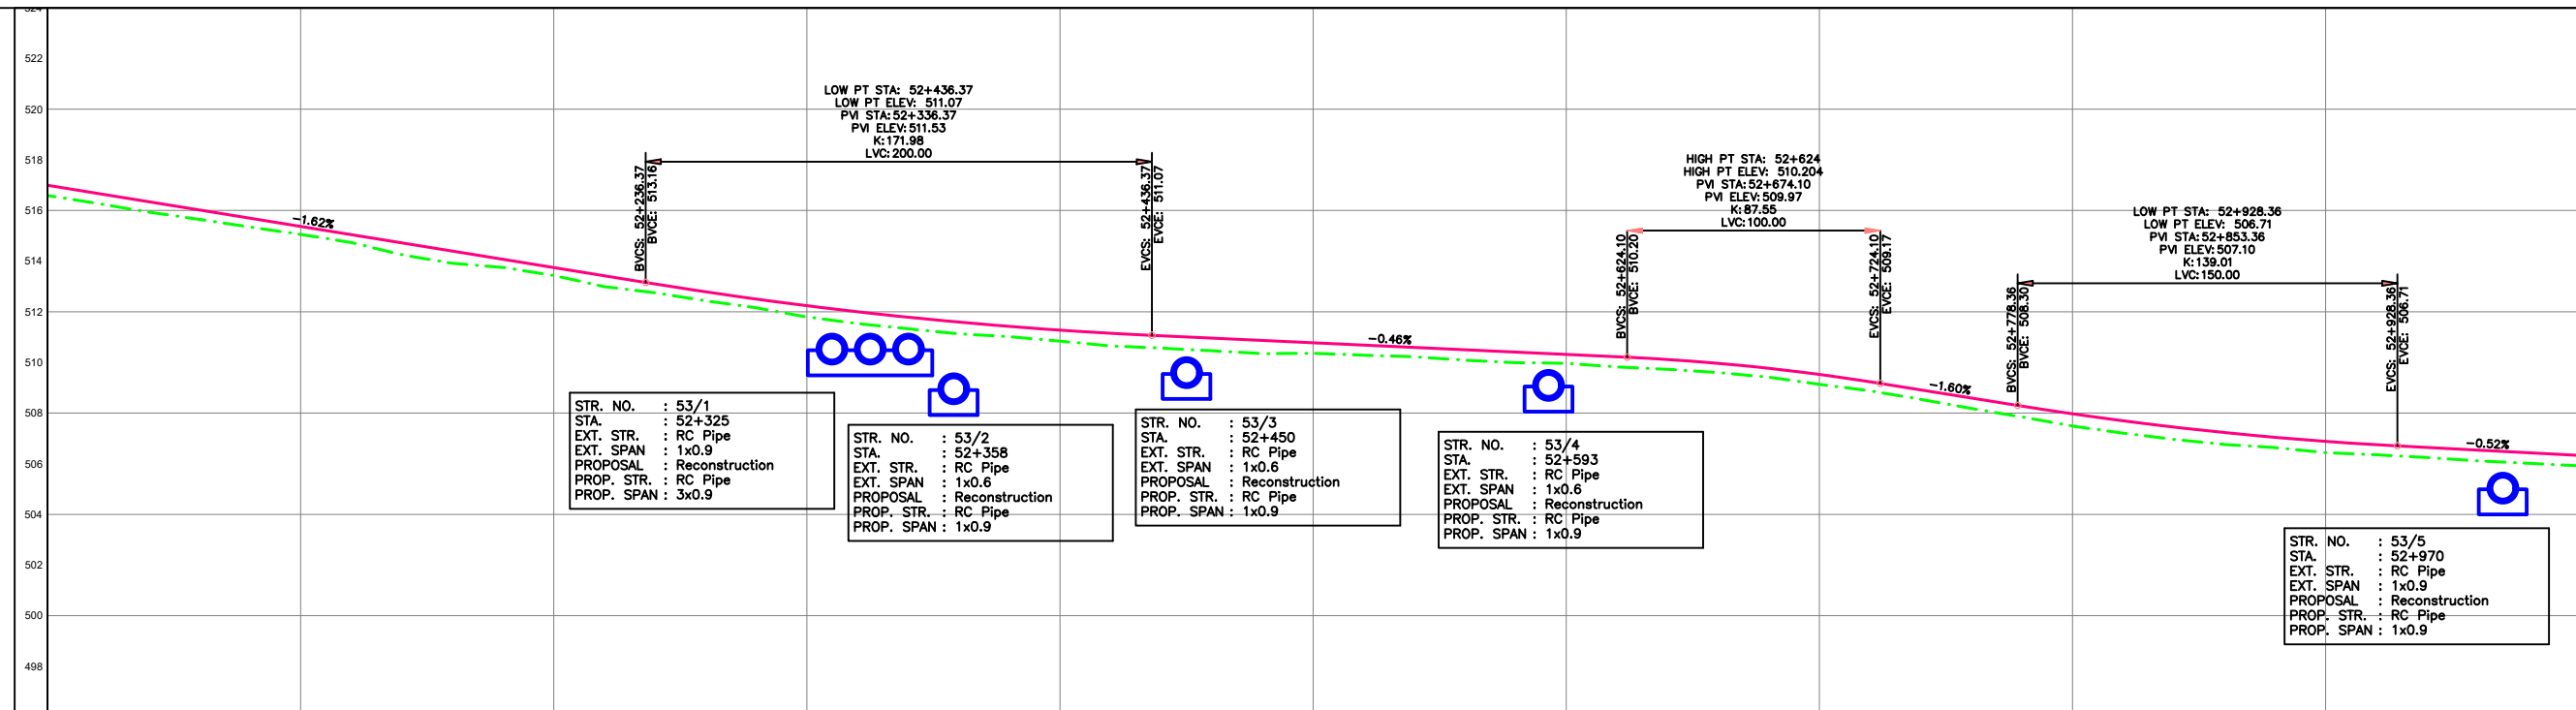 524
522
520
518
516
514
512
510
508
506
504
502
500
498
-1.62%
LOW PT STA: 52+436.37
LOW PT ELEV: 511.07
PVI STA:52+336.37
PVI ELEV:511.53
K:171.98
LVC:200.00
BVCS: 52+236.37
BVCE: 513.16
EVCS: 52+436.37
EVCE: 511.07
-0.46%
HIGH PT STA: 52+624
HIGH PT ELEV: 510.204
PVI STA:52+674.10
PVI ELEV:509.97
K:87.55
LVC:100.00
BVCS: 52+624.10
BVCE: 510.20
EVCS: 52+724.10
EVCE: 509.17
-1.60%
LOW PT STA: 52+928.36
LOW PT ELEV: 506.71
PVI STA:52+853.36
PVI ELEV:507.10
K:139.01
LVC:150.00
BVCS: 52+778.36
BVCE: 508.30
EVCS: 52+928.36
EVCE: 506.71
-0.52%
STR. NO. : 53/1
STA. : 52+325
EXT. STR. : RC Pipe
EXT. SPAN : 1x0.9
PROPOSAL : Reconstruction
PROP. STR. : RC Pipe
PROP. SPAN : 3x0.9
STR. NO. : 53/2
STA. : 52+358
EXT. STR. : RC Pipe
EXT. SPAN : 1x0.6
PROPOSAL : Reconstruction
PROP. STR. : RC Pipe
PROP. SPAN : 1x0.9
STR. NO. : 53/3
STA. : 52+450
EXT. STR. : RC Pipe
EXT. SPAN : 1x0.6
PROPOSAL : Reconstruction
PROP. STR. : RC Pipe
PROP. SPAN : 1x0.9
STR. NO. : 53/4
STA. : 52+593
EXT. STR. : RC Pipe
EXT. SPAN : 1x0.6
PROPOSAL : Reconstruction
PROP. STR. : RC Pipe
PROP. SPAN : 1x0.9
STR. NO. : 53/5
STA. : 52+970
EXT. STR. : RC Pipe
EXT. SPAN : 1x0.9
PROPOSAL : Reconstruction
PROP. STR. : RC Pipe
PROP. SPAN : 1x0.9